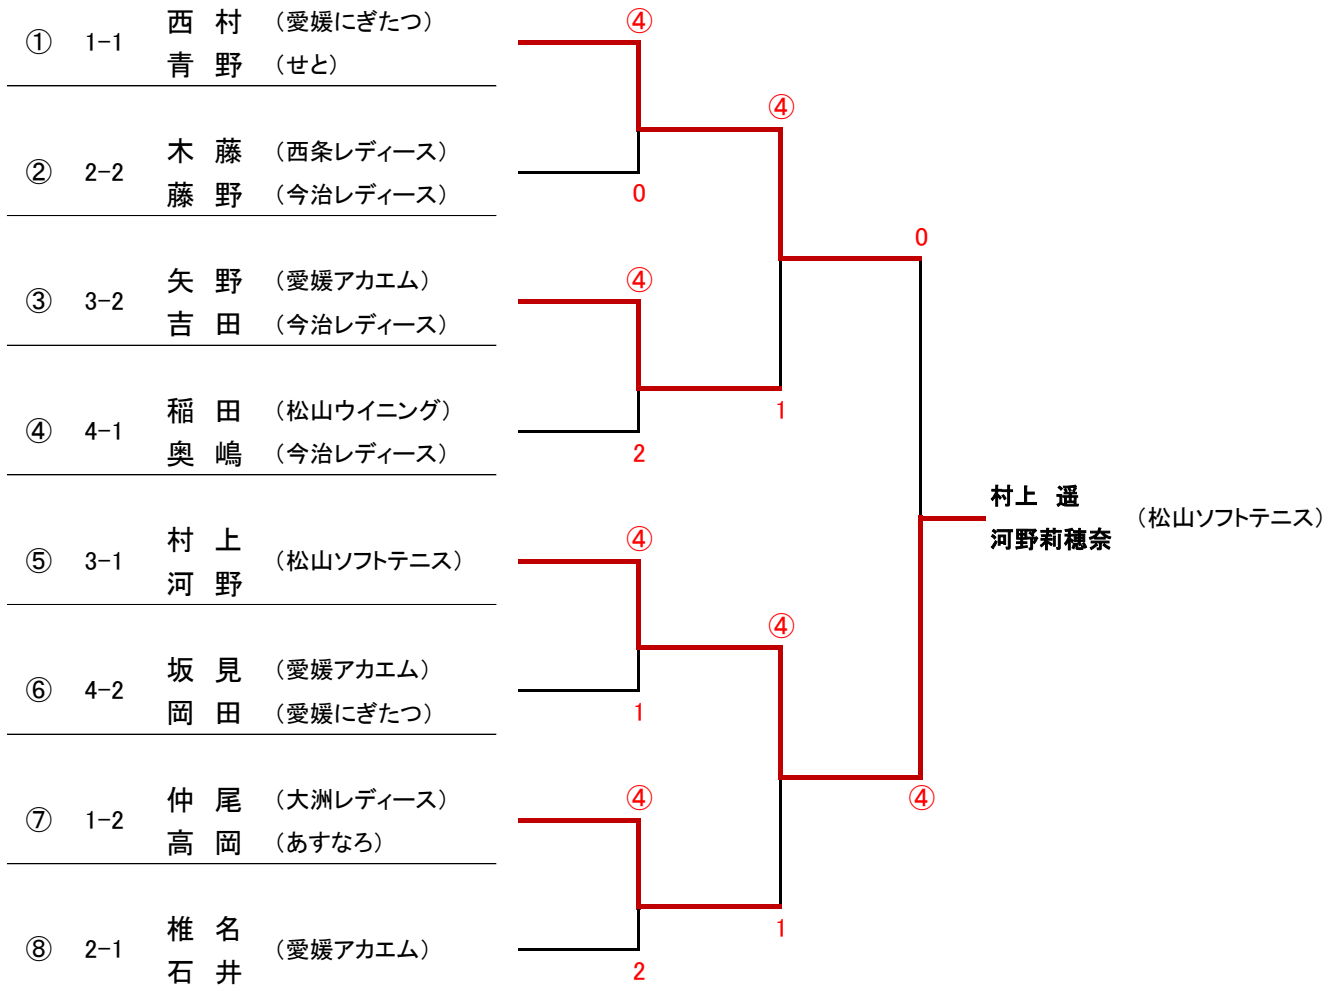 ① 1-1 西 村 （愛媛にぎたつ）
青 野 （せと）
② 2-2 木 藤 （西条レディース）
藤 野 （今治レディース）
③ 3-2 矢 野 （愛媛アカエム）
吉 田 （今治レディース）
④ 4-1 稲 田 （松山ウイニング）
奥 嶋 （今治レディース）
⑤ 3-1 村 上
河 野 （松山ソフトテニス）
⑥ 4-2 坂 見 （愛媛アカエム）
岡 田 （愛媛にぎたつ）
⑦ 1-2 仲 尾 （大洲レディース）
高 岡 （あすなろ）
⑧ 2-1 椎 名
石 井 （愛媛アカエム）
④
0
④
2
④
1
④
2
④
1
④
1
0
④
村上 遥
河野莉穂奈
（松山ソフトテニス）